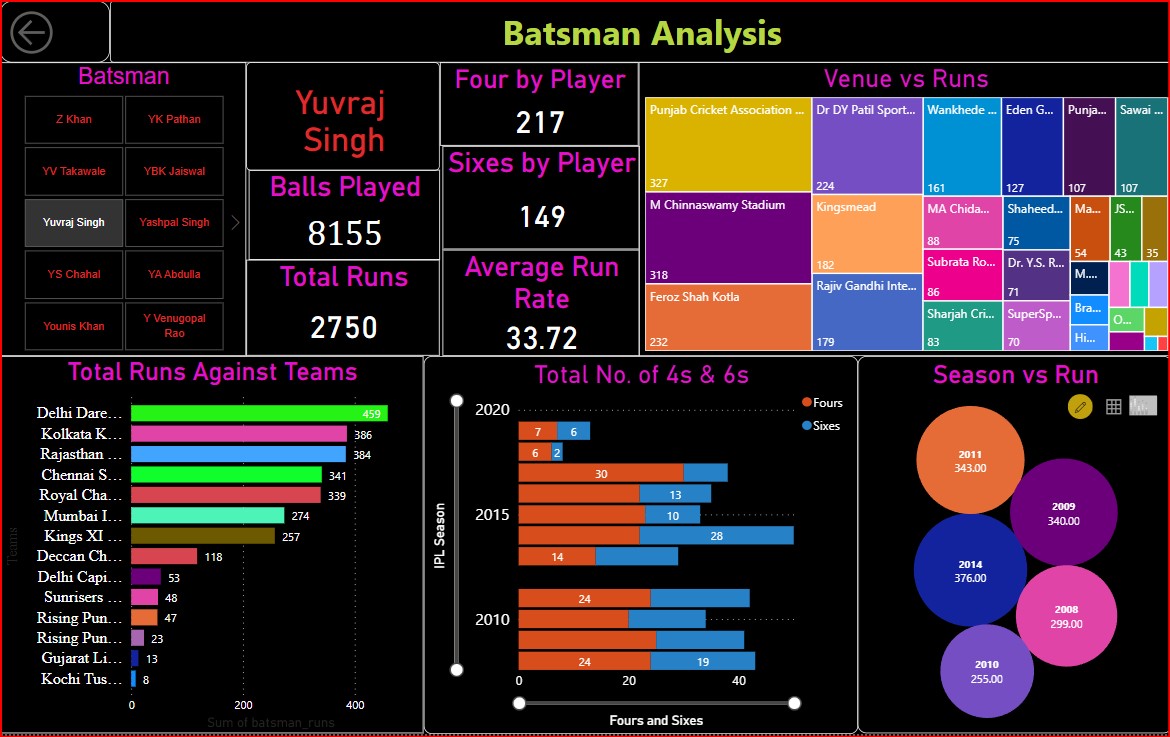 Batsman Analysis
Batsman
Z Khan
YK Pathan
YV Takawale
YBK Jaiswal
Yuvraj Singh
Yashpal Singh
YS Chahal
YA Abdulla
Younis Khan
Y Venugopal
Rao
Yuvraj
Singh
Balls Played
8155
Total Runs
2750
Four by Player
217
Sixes by Player
149
Average Run
Rate
33.72
Venue vs Runs
Punjab Cricket Association ...
327
M Chinnaswamy Stadium
318
Feroz Shah Kotla
232
Dr DY Patil Sport...
224
Kingsmead
182
Rajiv Gandhi Inte...
179
Wankhede ...
161
Eden G...
127
Punja...
107
Sawai ...
107
MA Chida...
88
Subrata Ro...
86
Sharjah Cri...
83
Shaheed...
75
Dr. Y.S. R...
71
SuperSp...
70
Ma...
54
JS...
43
35
M....
Bra...
Hi...
O...
Total Runs Against Teams
Teams
Delhi Dare...
459
Kolkata K...
386
Rajasthan ...
384
Chennai S...
341
Royal Cha...
339
Mumbai I...
274
Kings XI ...
257
Deccan Ch...
118
Delhi Capi...
53
Sunrisers ...
48
Rising Pun...
47
Rising Pun...
23
Gujarat Li...
13
Kochi Tus...
8
0
200
400
Sum of batsman_runs
Total No. of 4s & 6s
Fours
Sixes
IPL Season
2020
7
6
6
2
30
13
2015
10
28
14
24
2010
24
19
0
20
40
Fours and Sixes
Season vs Run
2011
343.00
2009
340.00
2014
376.00
2008
299.00
2010
255.00